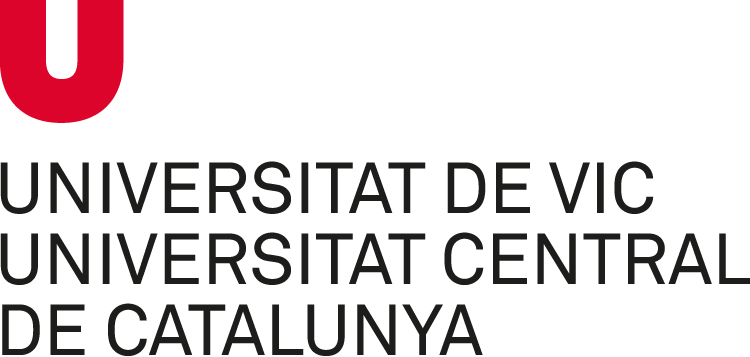 U
UNIVERSITAT DE VIC
UNIVERSITAT CENTRAL
DE CATALUNYA